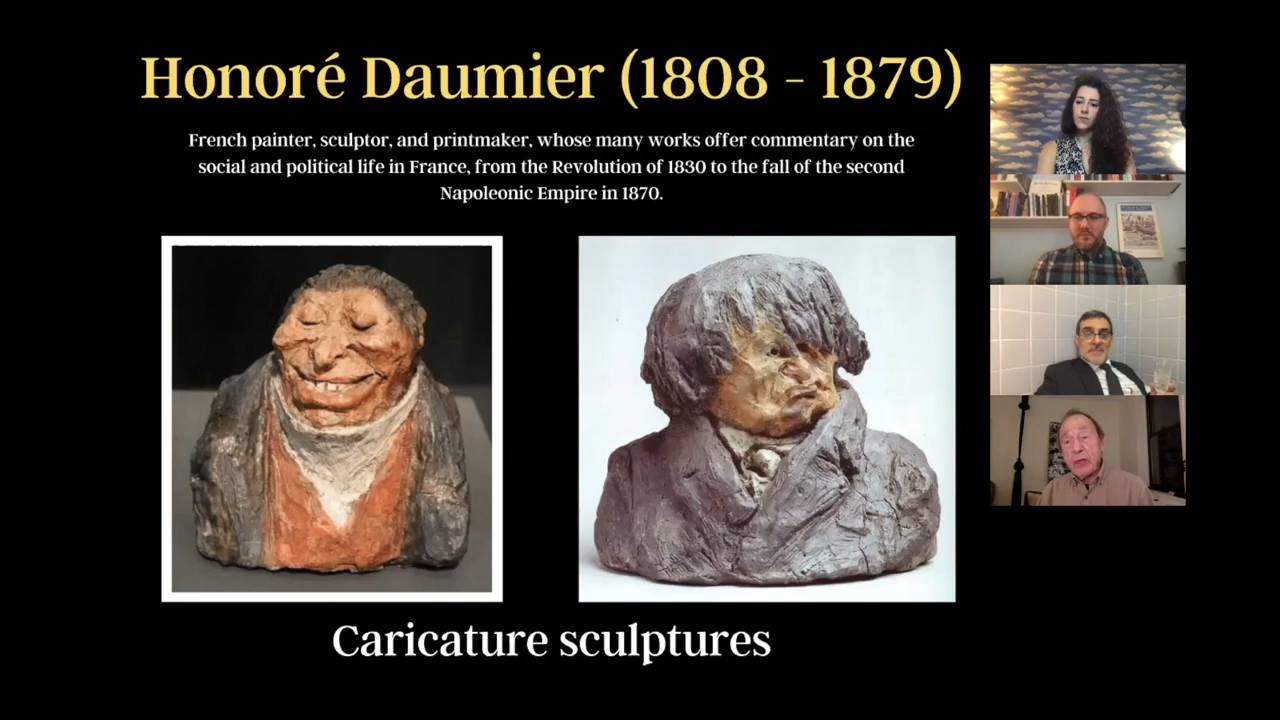 Honoré Daumier (1808 - 1879)
French painter, sculptor, and printmaker, whose many works offer commentary on the
social and political life in France, from the Revolution of 1830 to the fall of the second
Napoleonic Empire in 1870.
Caricature sculptures